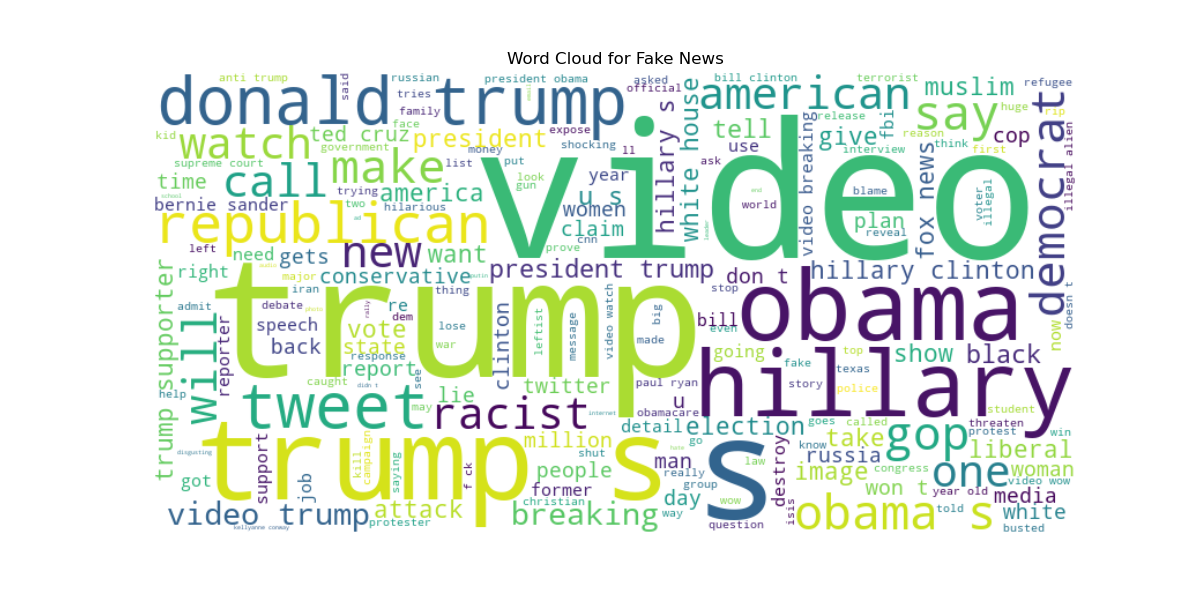 Word Cloud for Fake News
anti trump
said
russian
president obama
asked
official
bill clinton
terrorist
muslim
refugee
donald trump
tries
family
face
hillary s
white house
american
release
say
huge
rip
kid
watch
ted cruz
government
president
money
expose
shocking
ll
tell
use
ask
video breaking
give
fbi
interview
reason
think
cop
first
democrat
illegal alien
supreme court
time
call
make
list
put
look
gun
video
year
u s
women
claim
cnn
prove
world
blame
plan
reveal
fox news
voter
illegal
bernie sander
trying
two
hilarious
america
republican
left
need
gets
new
want
right
conservative
major
president trump
don t
hillary clinton
doesn t
trump supporter
admit
iran
debate
speech
back
will
reporter
trump
thing
re
dem
vote
state
response
report
rally
lose
war
see
clinton
leftist
message
video watch
big
made
stop
bill
even
obama
now
going
fake
top
show
black
texas
story
police
help
caught
didn t
may
lie
twitter
paul ryan
obamacare
u
hillary
student
tweet
racist
internet
detail
election
goes
called
threaten
protest
win
disgusting
got
support
job
trump s
kill
campaign
saying
f ck
million
shut
people
former
christian
man
really
group
go
day
way
s
law
wow
question
destroy
isis
know
take
russia
image
won t
congress
gop
one
year old
liberal
woman
video wow
media
white
told
busted
obama s
video trump
attack
protester
breaking
kellyanne conway